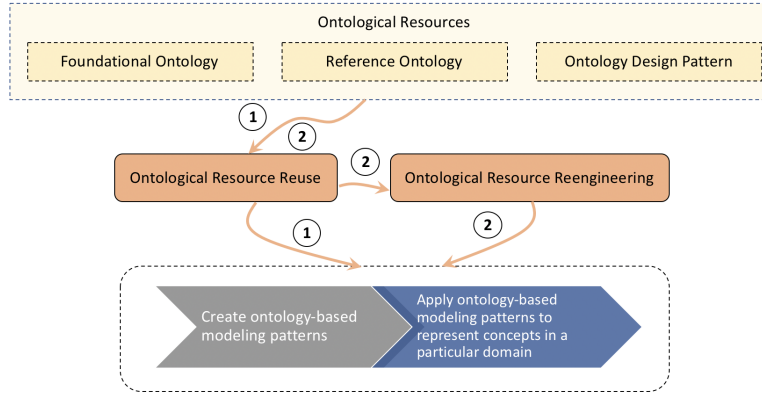 Ontological Resources
Foundational Ontology
Reference Ontology
Ontology Design Pattern
1
2
Ontological Resource Reuse
2
Ontological Resource Reengineering
1
2
Create ontology-based
modeling patterns
Apply ontology-based
modeling patterns to
represent concepts in a
particular domain